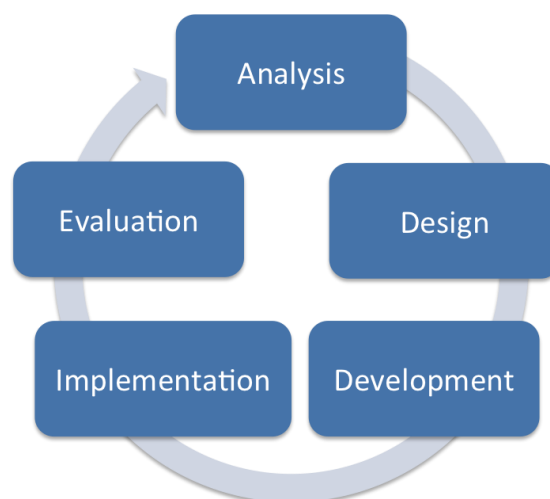 Analysis
Design
Development
Implementation
Evaluation